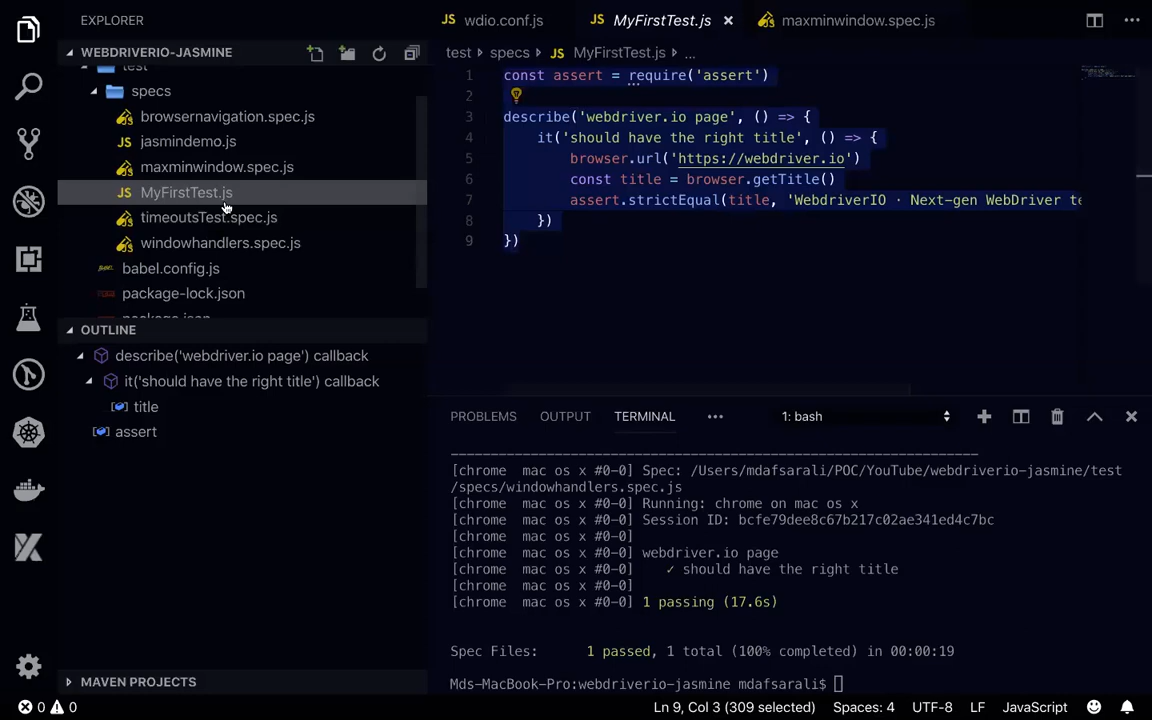 EXPLORER
WEBDRIVERIO-JASMINE
test
specs
browsernavigation.spec.js
JS jasmindemo.js
maxminwindow.spec.js
JS MyFirstTest.js
timeoutsTest.spec.js
windowhandlers.spec.js
BABEL babel.config.js
package-lock.json
package.json
OUTLINE
describe('webdriver.io page') callback
it('should have the right title') callback
title
assert
MAVEN PROJECTS
JS wdio.conf.js
JS MyFirstTest.js
maxminwindow.spec.js
test specs JS MyFirstTest.js ...
1 const assert = require('assert')
2
3 describe('webdriver.io page', () => {
4 it('should have the right title', () => {
5 browser.url('https://webdriver.io')
6 const title = browser.getTitle()
7 assert.strictEqual(title, 'WebdriverIO · Next-gen WebDriver te
8 })
9 })
PROBLEMS OUTPUT TERMINAL ... 1: bash
[chrome mac os x #0-0] Spec: /Users/mdafsarali/POC/YouTube/webdriverio-jasmine/test
/specs/windowhandlers.spec.js
[chrome mac os x #0-0] Running: chrome on mac os x
[chrome mac os x #0-0] Session ID: bcfe79dee8c67b217c02ae341ed4c7bc
[chrome mac os x #0-0]
[chrome mac os x #0-0] webdriver.io page
[chrome mac os x #0-0] ✓ should have the right title
[chrome mac os x #0-0]
[chrome mac os x #0-0] 1 passing (17.6s)
Spec Files: 1 passed, 1 total (100% completed) in 00:00:19
Mds-MacBook-Pro:webdriverio-jasmine mdafsarali$
0 0 Ln 9, Col 3 (309 selected) Spaces: 4 UTF-8 LF JavaScript